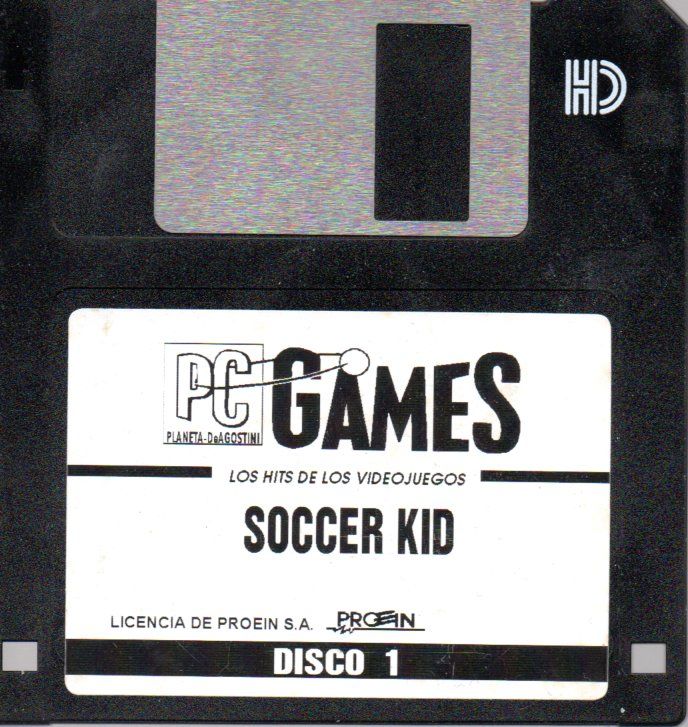 HD
PC GAMES
PLANETA-DeAGOSTINI
LOS HITS DE LOS VIDEOJUEGOS
SOCCER KID
LICENCIA DE PROEIN S.A. PROEIN
DISCO 1